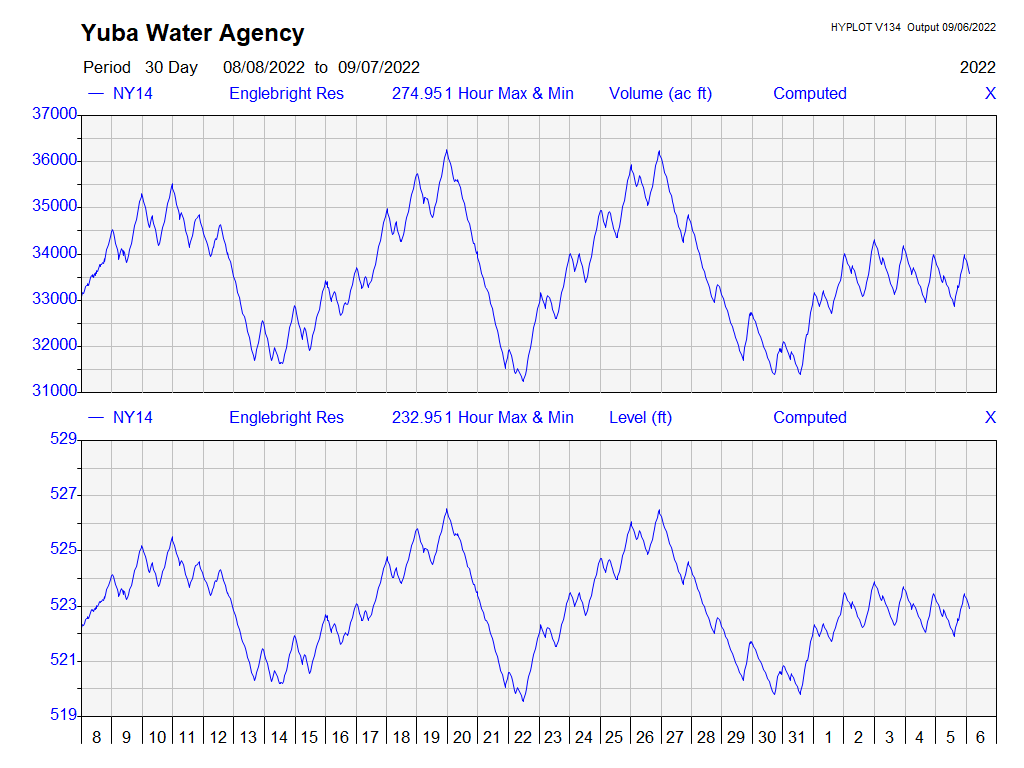 Yuba Water Agency
HYPLOT V134 Output 09/06/2022
Period 30 Day 08/08/2022 to 09/07/2022 2022
NY14 Englebright Res 274.951 Hour Max & Min Volume (ac ft) Computed X
37000
36000
35000
34000
33000
32000
31000
NY14 Englebright Res 232.951 Hour Max & Min Level (ft) Computed X
529
527
525
523
521
519
8 9 10 11 12 13 14 15 16 17 18 19 20 21 22 23 24 25 26 27 28 29 30 31 1 2 3 4 5 6